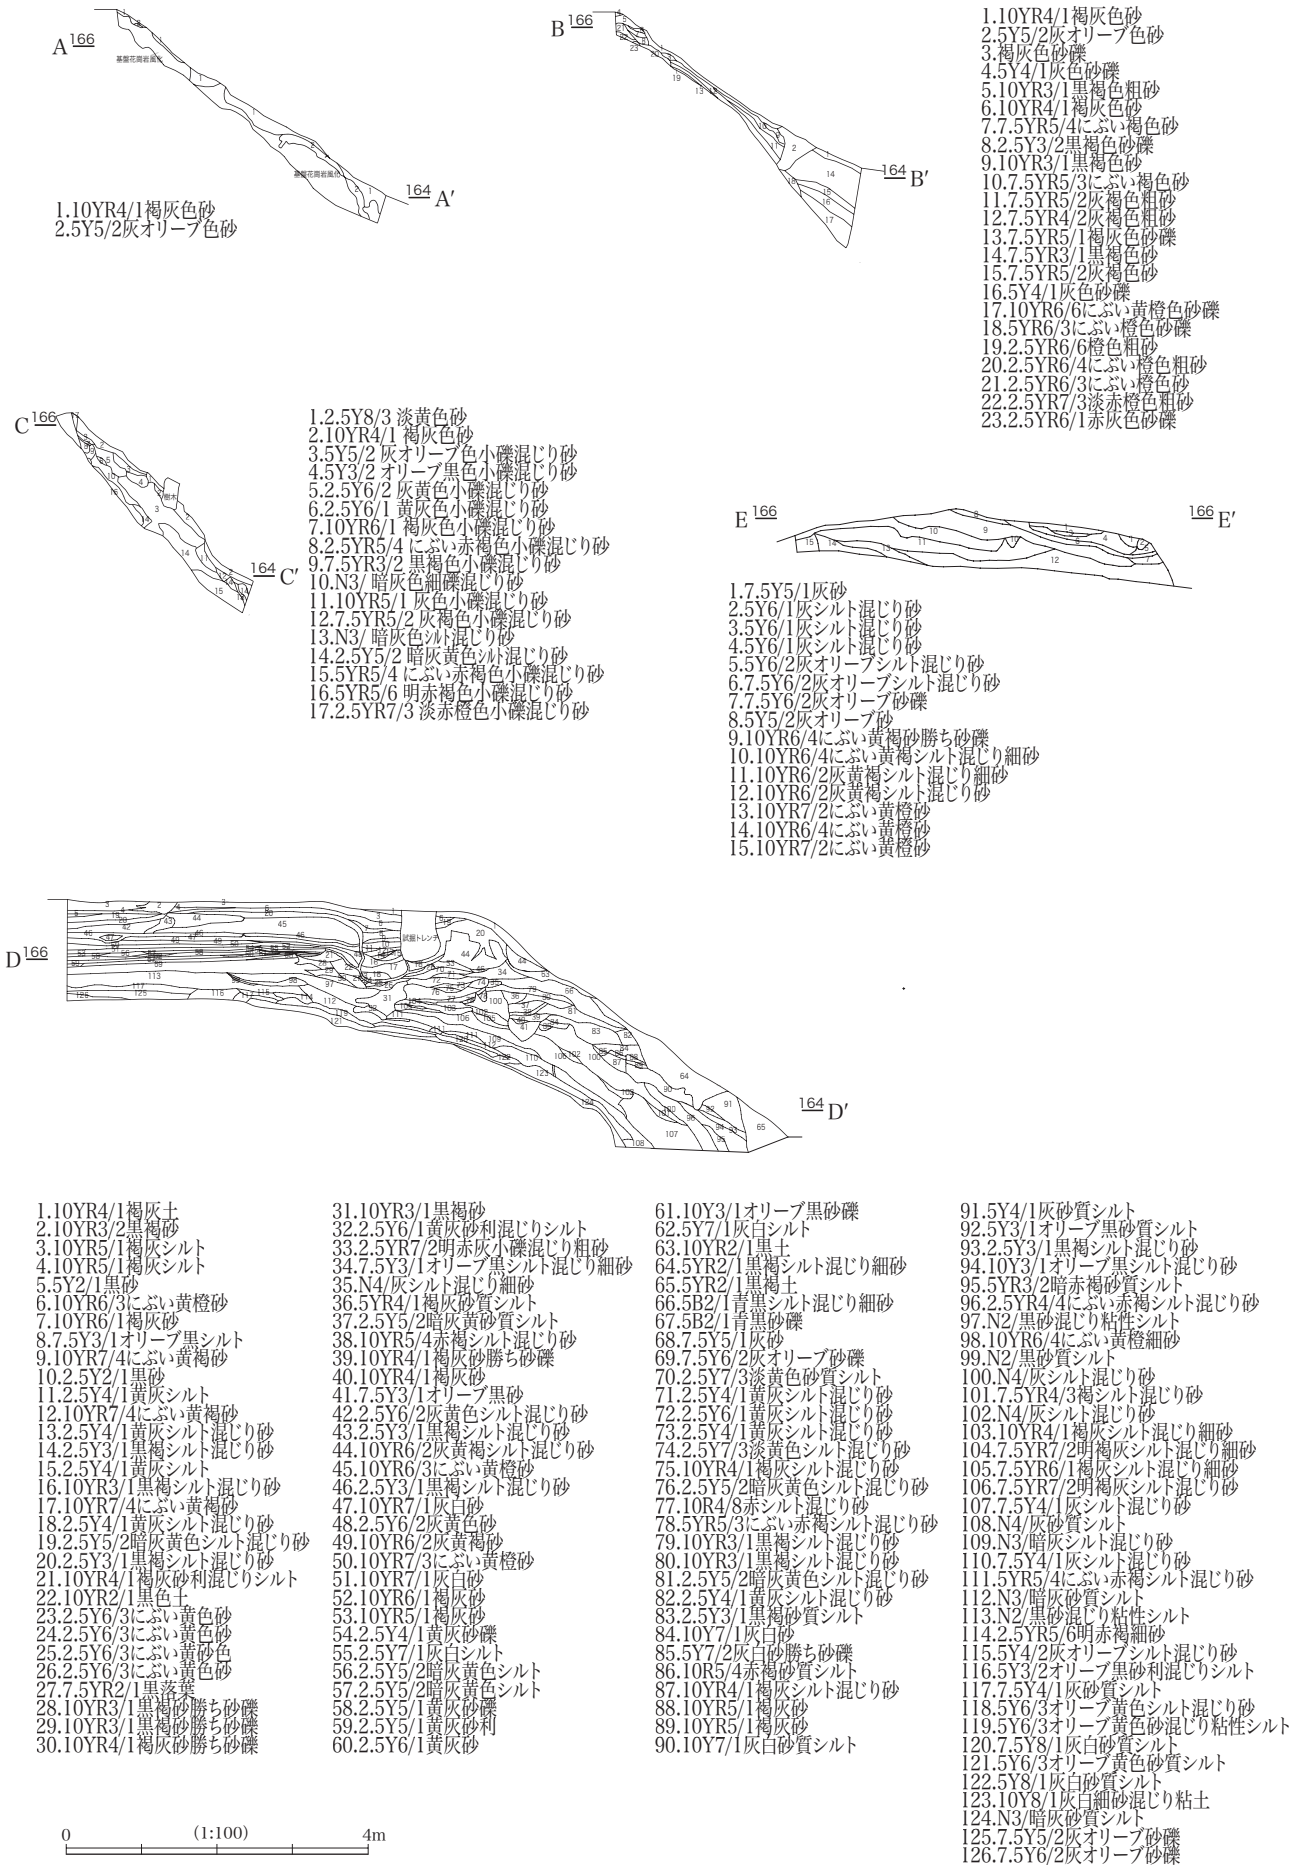 A 166
基盤花崗岩風化
基盤花崗岩風化
164 A′
1.10YR4/1褐灰色砂
2.5Y5/2灰オリーブ色砂
B 166
164 B′
1.10YR4/1褐灰色砂
2.5Y5/2灰オリーブ色砂
3.褐灰色砂礫
4.5Y4/1灰色砂礫
5.10YR3/1黒褐色粗砂
6.10YR4/1褐灰色砂
7.7.5YR5/4にぶい褐色砂
8.2.5Y3/2黒褐色砂礫
9.10YR3/1黒褐色砂
10.7.5YR5/3にぶい褐色砂
11.7.5YR5/2灰褐色粗砂
12.7.5YR4/2灰褐色粗砂
13.7.5YR5/1褐灰色砂礫
14.7.5YR3/1黒褐色砂
15.7.5YR5/2灰褐色砂
16.5Y4/1灰色砂礫
17.10YR6/6にぶい黄橙色砂礫
18.5YR6/3にぶい橙色砂礫
19.2.5YR6/6橙色粗砂
20.2.5YR6/4にぶい橙色粗砂
21.2.5YR6/3にぶい橙色砂
22.2.5YR7/3淡赤橙色粗砂
23.2.5YR6/1赤灰色砂礫
C 166
樹木
164 C′
1.2.5Y8/3 淡黄色砂
2.10YR4/1 褐灰色砂
3.5Y5/2 灰オリーブ色小礫混じり砂
4.5Y3/2 オリーブ黒色小礫混じり砂
5.2.5Y6/2 灰黄色小礫混じり砂
6.2.5Y6/1 黄灰色小礫混じり砂
7.10YR6/1 褐灰色小礫混じり砂
8.2.5YR5/4 にぶい赤褐色小礫混じり砂
9.7.5YR3/2 黒褐色小礫混じり砂
10.N3/ 暗灰色細礫混じり砂
11.10YR5/1 灰色小礫混じり砂
12.7.5YR5/2 灰褐色小礫混じり砂
13.N3/ 暗灰色ｼﾙﾄ混じり砂
14.2.5Y5/2 暗灰黄色ｼﾙﾄ混じり砂
15.5YR5/4 にぶい赤褐色小礫混じり砂
16.5YR5/6 明赤褐色小礫混じり砂
17.2.5YR7/3 淡赤橙色小礫混じり砂
E 166
166 E′
1.7.5Y5/1灰砂
2.5Y6/1灰シルト混じり砂
3.5Y6/1灰シルト混じり砂
4.5Y6/1灰シルト混じり砂
5.5Y6/2灰オリーブシルト混じり砂
6.7.5Y6/2灰オリーブシルト混じり砂
7.7.5Y6/2灰オリーブ砂礫
8.5Y5/2灰オリーブ砂
9.10YR6/4にぶい黄褐砂勝ち砂礫
10.10YR6/4にぶい黄褐シルト混じり細砂
11.10YR6/2灰黄褐シルト混じり細砂
12.10YR6/2灰黄褐シルト混じり砂
13.10YR7/2にぶい黄橙砂
14.10YR6/4にぶい黄橙砂
15.10YR7/2にぶい黄橙砂
D 166
試掘トレンチ
164 D′
1.10YR4/1褐灰土
2.10YR3/2黒褐砂
3.10YR5/1褐灰シルト
4.10YR5/1褐灰シルト
5.5Y2/1黒砂
6.10YR6/3にぶい黄橙砂
7.10YR6/1褐灰砂
8.7.5Y3/1オリーブ黒シルト
9.10YR7/4にぶい黄褐砂
10.2.5Y2/1黒砂
11.2.5Y4/1黄灰シルト
12.10YR7/4にぶい黄褐砂
13.2.5Y4/1黄灰シルト混じり砂
14.2.5Y3/1黒褐シルト混じり砂
15.2.5Y4/1黄灰シルト
16.10YR3/1黒褐シルト混じり砂
17.10YR7/4にぶい黄褐砂
18.2.5Y4/1黄灰シルト混じり砂
19.2.5Y5/2暗灰黄色シルト混じり砂
20.2.5Y3/1黒褐シルト混じり砂
21.10YR4/1褐灰砂利混じりシルト
22.10YR2/1黒色土
23.2.5Y6/3にぶい黄色砂
24.2.5Y6/3にぶい黄色砂
25.2.5Y6/3にぶい黄砂色
26.2.5Y6/3にぶい黄色砂
27.7.5YR2/1黒落葉
28.10YR3/1黒褐砂勝ち砂礫
29.10YR3/1黒褐砂勝ち砂礫
30.10YR4/1褐灰砂勝ち砂礫
31.10YR3/1黒褐砂
32.2.5Y6/1黄灰砂利混じりシルト
33.2.5YR7/2明赤灰小礫混じり粗砂
34.7.5Y3/1オリーブ黒シルト混じり細砂
35.N4/灰シルト混じり細砂
36.5YR4/1褐灰砂質シルト
37.2.5Y5/2暗灰黄砂質シルト
38.10YR5/4赤褐シルト混じり砂
39.10YR4/1褐灰砂勝ち砂礫
40.10YR4/1褐灰砂
41.7.5Y3/1オリーブ黒砂
42.2.5Y6/2灰黄色シルト混じり砂
43.2.5Y3/1黒褐シルト混じり砂
44.10YR6/2灰黄褐シルト混じり砂
45.10YR6/3にぶい黄橙砂
46.2.5Y3/1黒褐シルト混じり砂
47.10YR7/1灰白砂
48.2.5Y6/2灰黄色砂
49.10YR6/2灰黄褐砂
50.10YR7/3にぶい黄橙砂
51.10YR7/1灰白砂
52.10YR6/1褐灰砂
53.10YR5/1褐灰砂
54.2.5Y4/1黄灰砂礫
55.2.5Y7/1灰白シルト
56.2.5Y5/2暗灰黄色シルト
57.2.5Y5/2暗灰黄色シルト
58.2.5Y5/1黄灰砂礫
59.2.5Y5/1黄灰砂利
60.2.5Y6/1黄灰砂
61.10Y3/1オリーブ黒砂礫
62.5Y7/1灰白シルト
63.10YR2/1黒土
64.5YR2/1黒褐シルト混じり細砂
65.5YR2/1黒褐土
66.5B2/1青黒シルト混じり細砂
67.5B2/1青黒砂礫
68.7.5Y5/1灰砂
69.7.5Y6/2灰オリーブ砂礫
70.2.5Y7/3淡黄色砂質シルト
71.2.5Y4/1黄灰シルト混じり砂
72.2.5Y6/1黄灰シルト混じり砂
73.2.5Y4/1黄灰シルト混じり砂
74.2.5Y7/3淡黄色シルト混じり砂
75.10YR4/1褐灰シルト混じり砂
76.2.5Y5/2暗灰黄色シルト混じり砂
77.10R4/8赤シルト混じり砂
78.5YR5/3にぶい赤褐シルト混じり砂
79.10YR3/1黒褐シルト混じり砂
80.10YR3/1黒褐シルト混じり砂
81.2.5Y5/2暗灰黄色シルト混じり砂
82.2.5Y4/1黄灰シルト混じり砂
83.2.5Y3/1黒褐砂質シルト
84.10Y7/1灰白砂
85.5Y7/2灰白砂勝ち砂礫
86.10R5/4赤褐砂質シルト
87.10YR4/1褐灰シルト混じり砂
88.10YR5/1褐灰砂
89.10YR5/1褐灰砂
90.10Y7/1灰白砂質シルト
91.5Y4/1灰砂質シルト
92.5Y3/1オリーブ黒砂質シルト
93.2.5Y3/1黒褐シルト混じり砂
94.10Y3/1オリーブ黒シルト混じり砂
95.5YR3/2暗赤褐砂質シルト
96.2.5YR4/4にぶい赤褐シルト混じり砂
97.N2/黒砂混じり粘性シルト
98.10YR6/4にぶい黄橙細砂
99.N2/黒砂質シルト
100.N4/灰シルト混じり砂
101.7.5YR4/3褐シルト混じり砂
102.N4/灰シルト混じり砂
103.10YR4/1褐灰シルト混じり細砂
104.7.5YR7/2明褐灰シルト混じり細砂
105.7.5YR6/1褐灰シルト混じり細砂
106.7.5YR7/2明褐灰シルト混じり砂
107.7.5Y4/1灰シルト混じり砂
108.N4/灰砂質シルト
109.N3/暗灰シルト混じり砂
110.7.5Y4/1灰シルト混じり砂
111.5YR5/4にぶい赤褐シルト混じり砂
112.N3/暗灰砂質シルト
113.N2/黒砂混じり粘性シルト
114.2.5YR5/6明赤褐細砂
115.5Y4/2灰オリーブシルト混じり砂
116.5Y3/2オリーブ黒砂利混じりシルト
117.7.5Y4/1灰砂質シルト
118.5Y6/3オリーブ黄色シルト混じり砂
119.5Y6/3オリーブ黄色砂混じり粘性シルト
120.7.5Y8/1灰白砂質シルト
121.5Y6/3オリーブ黄色砂質シルト
122.5Y8/1灰白砂質シルト
123.10Y8/1灰白細砂混じり粘土
124.N3/暗灰砂質シルト
125.7.5Y5/2灰オリーブ砂礫
126.7.5Y6/2灰オリーブ砂礫
0 (1:100) 4m